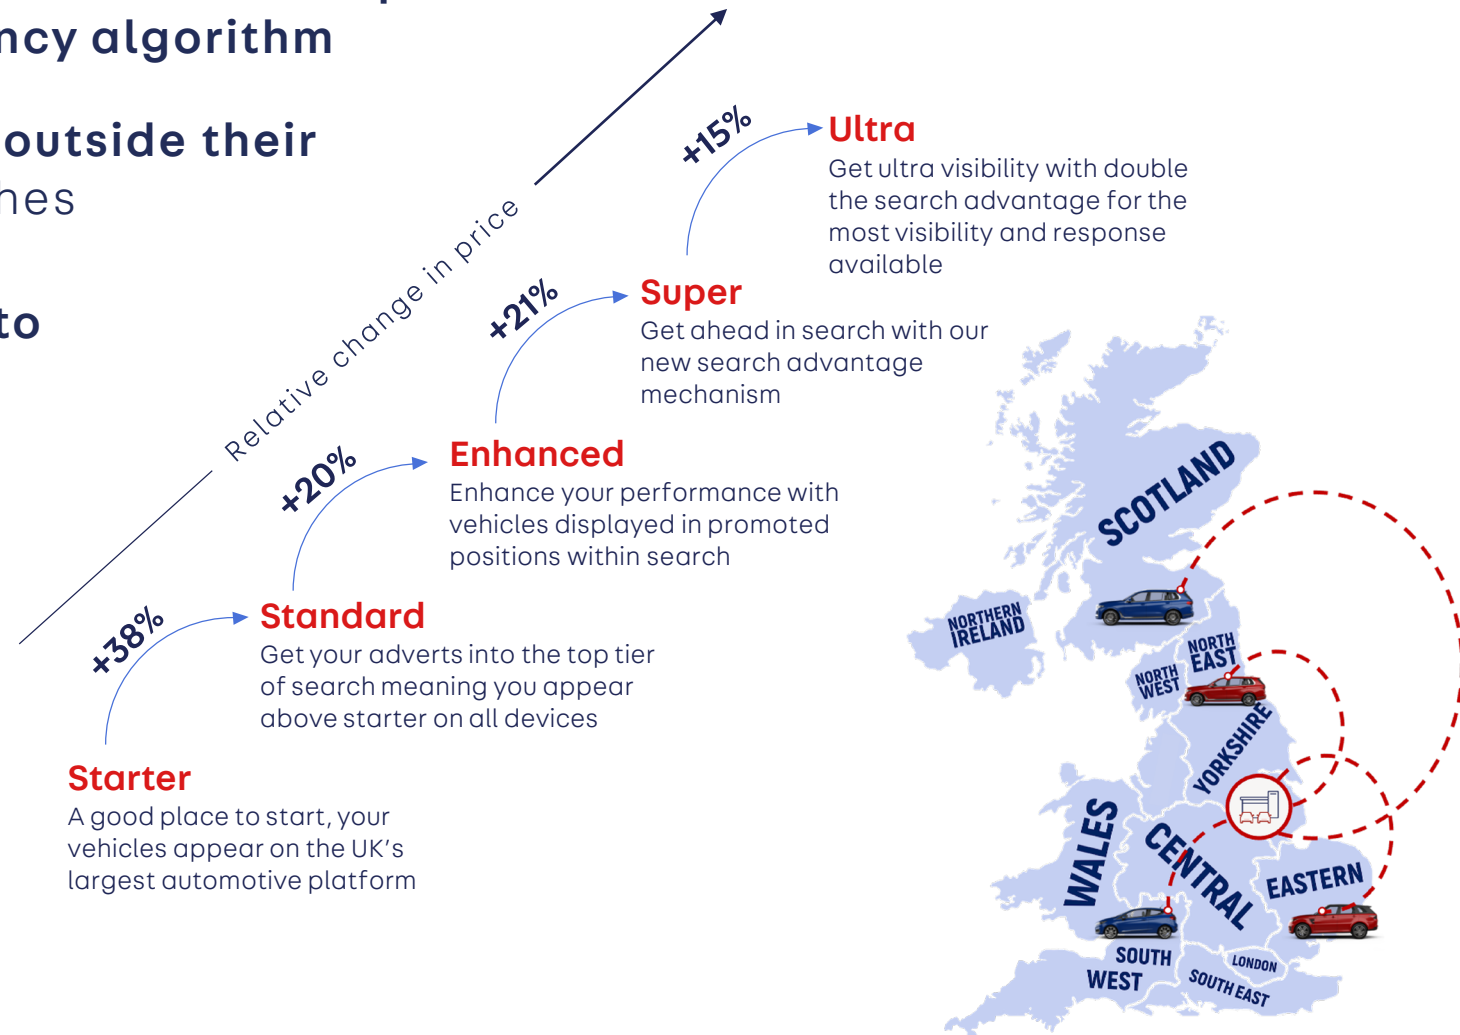 algorithm
outside their
to
Relative change in price
+15%
Ultra
Get ultra visibility with double
the search advantage for the
most visibility and response
available
+21%
Super
Get ahead in search with our
new search advantage
mechanism
+20%
Enhanced
Enhance your performance with
vehicles displayed in promoted
positions within search
+38%
Standard
Get your adverts into the top tier
of search meaning you appear
above starter on all devices
Starter
A good place to start, your
vehicles appear on the UK's
largest automotive platform
SCOTLAND
NORTHERN
IRELAND
NORTH
EAST
NORTH
WEST
YORKSHIRE
WALES
CENTRAL
EASTERN
SOUTH
WEST
LONDON
SOUTH EAST